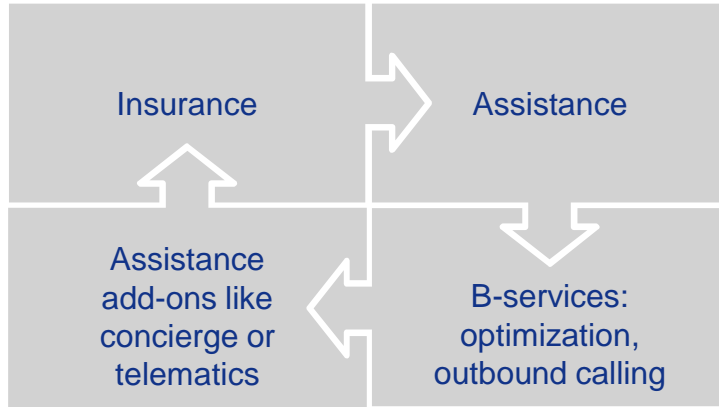 Insurance
Assistance
Assistance
add-ons like
concierge or
telematics
B-services:
optimization,
outbound calling